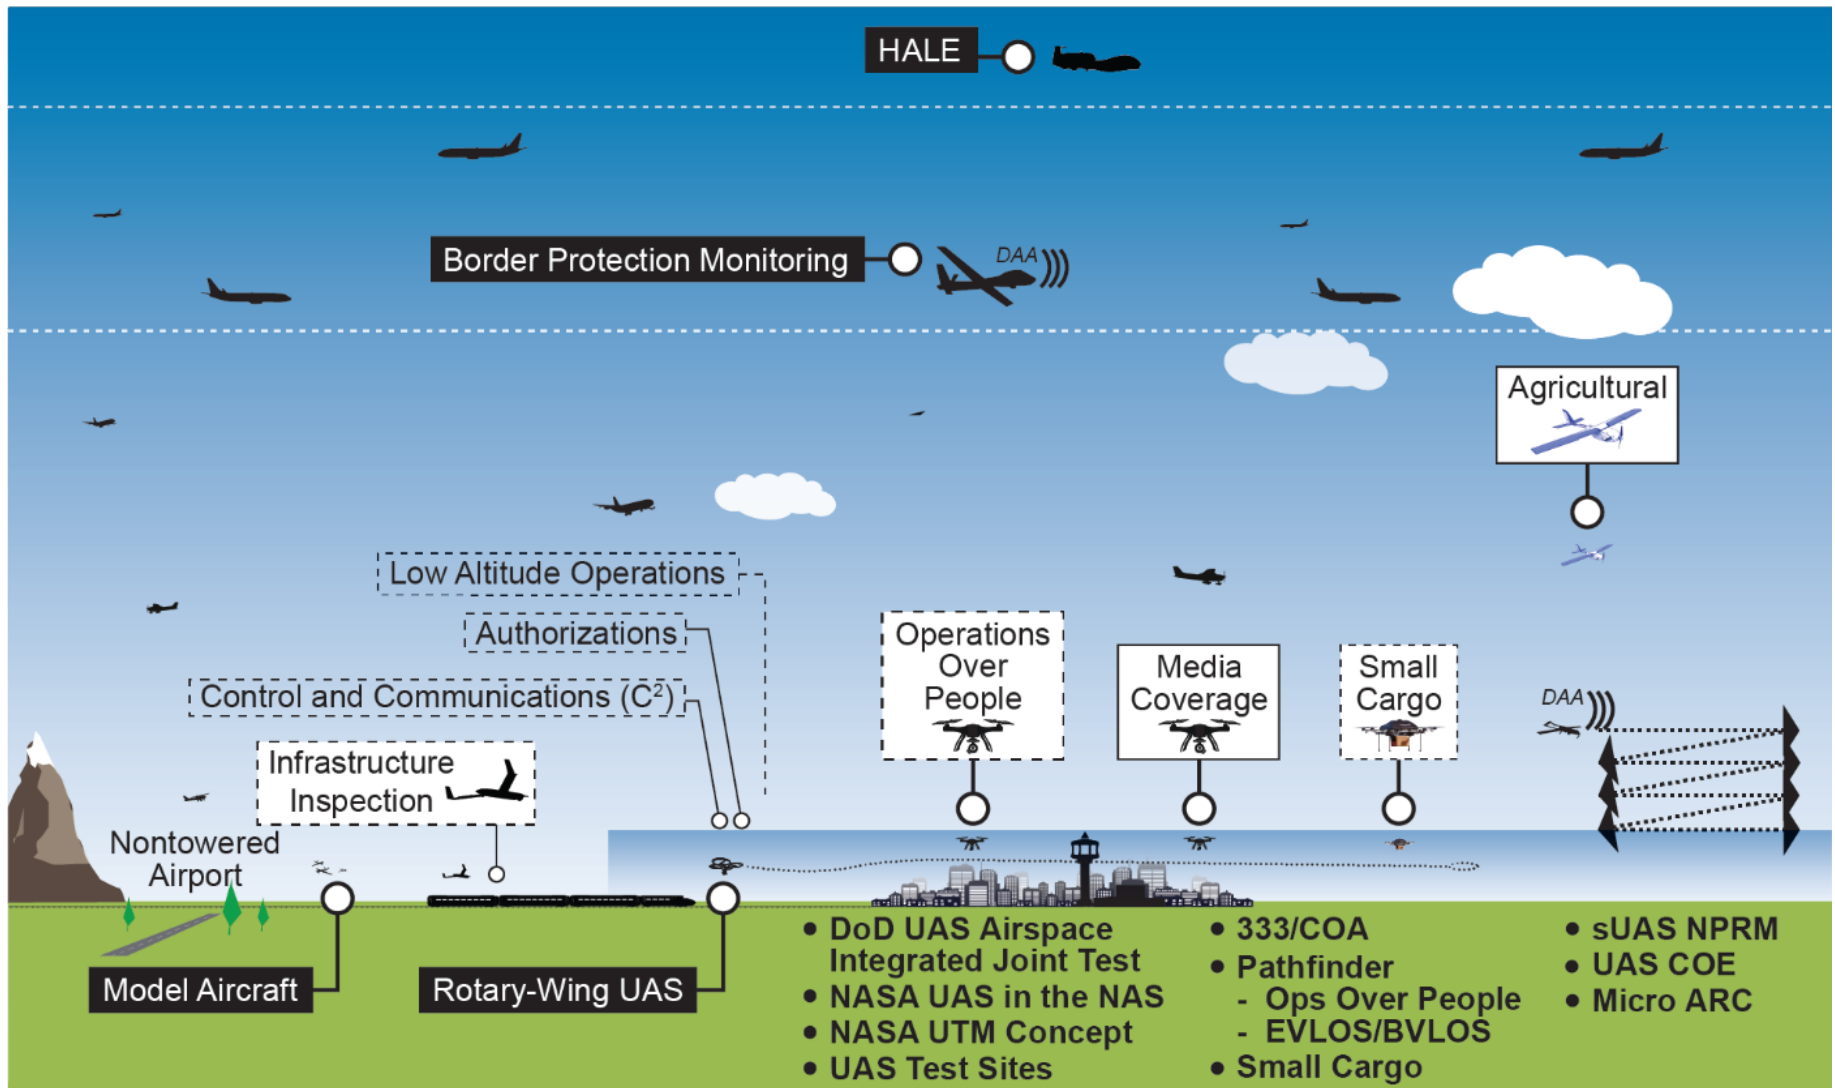 HALE
Border Protection Monitoring
DAA
Agricultural
Low Altitude Operations
Authorizations
Control and Communications (C²)
Operations
Over
People
Media
Coverage
Small
Cargo
DAA
Infrastructure
Inspection
Nontowered
Airport
Model Aircraft
Rotary-Wing UAS
• DoD UAS Airspace
Integrated Joint Test
• NASA UAS in the NAS
• NASA UTM Concept
• UAS Test Sites
• 333/COA
• Pathfinder
- Ops Over People
- EVLOS/BVLOS
• Small Cargo
• sUAS NPRM
• UAS COE
• Micro ARC